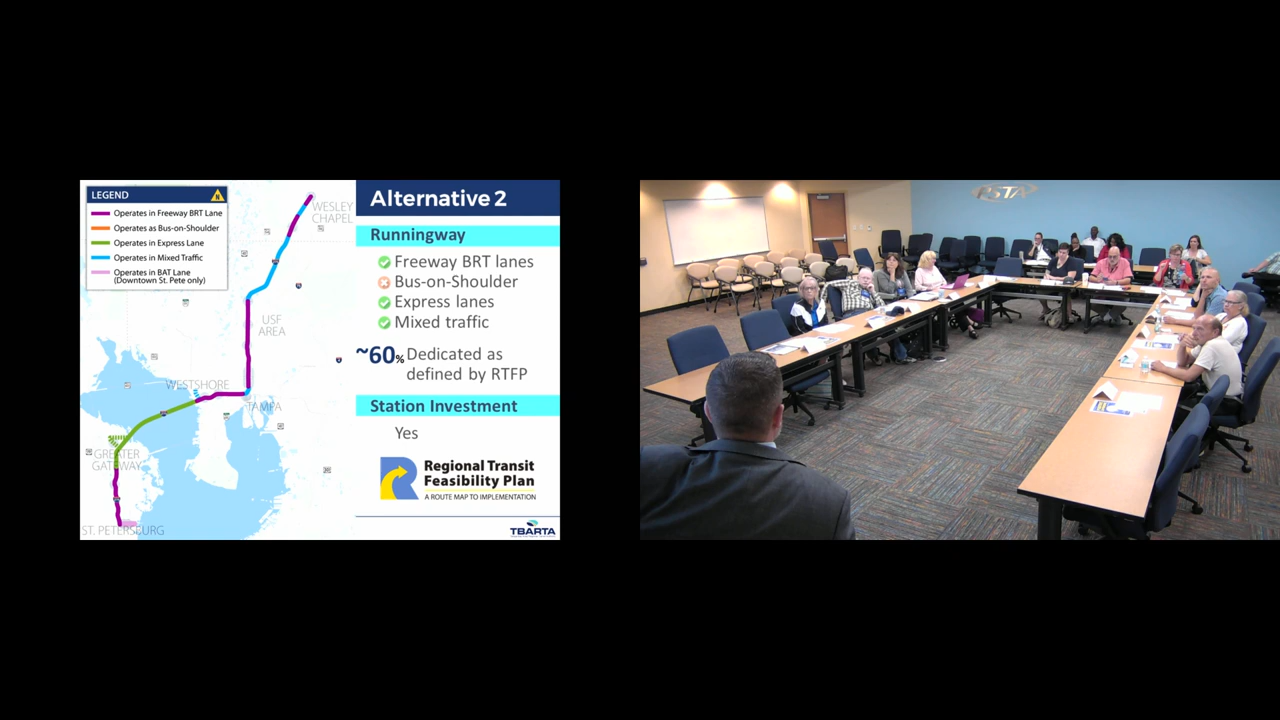 LEGEND
N
Operates in Freeway BRT Lane
Operates as Bus-on-Shoulder
Operates in Express Lane
Operates in Mixed Traffic
Operates in BAT Lane
(Downtown St. Pete only)
WESLEY
CHAPEL
USF
AREA
WESTSHORE
TAMPA
GREATER
GATEWAY
ST. PETERSBURG
Alternative 2
Runningway
Freeway BRT lanes
Bus-on-Shoulder
Express lanes
Mixed traffic
~60% Dedicated as
defined by RTFP
Station Investment
Yes
Regional Transit
Feasibility Plan
A ROUTE MAP TO IMPLEMENTATION
TBARTA
PSTA